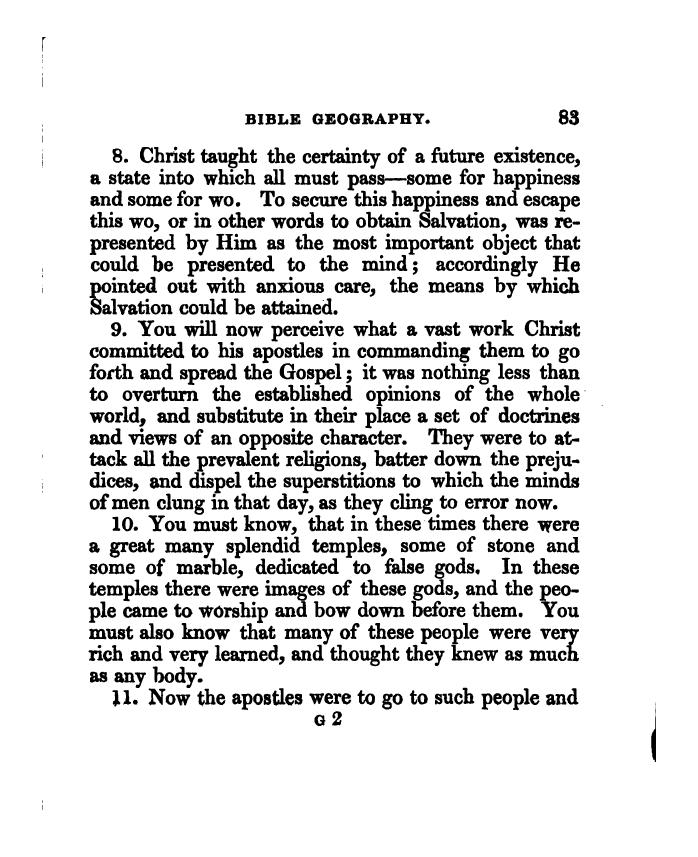 BIBLE GEOGRAPHY. 83
8. Christ taught the certainty of a future existence,
a state into which all must pass—some for happiness
and some for wo. To secure this happiness and escape
this wo, or in other words to obtain Salvation, was re-
presented by Him as the most important object that
could be presented to the mind; accordingly He
pointed out with anxious care, the means by which
Salvation could be attained.
9. You will now perceive what a vast work Christ
committed to his apostles in commanding them to go
forth and spread the Gospel; it was nothing less than
to overturn the established opinions of the whole
world, and substitute in their place a set of doctrines
and views of an opposite character. They were to at-
tack all the prevalent religions, batter down the preju-
dices, and dispel the superstitions to which the minds
of men clung in that day, as they cling to error now.
10. You must know, that in these times there were
a great many splendid temples, some of stone and
some of marble, dedicated to false gods. In these
temples there were images of these gods, and the peo-
ple came to worship and bow down before them. You
must also know that many of these people were very
rich and very learned, and thought they knew as much
as any body.
11. Now the apostles were to go to such people and
G 2